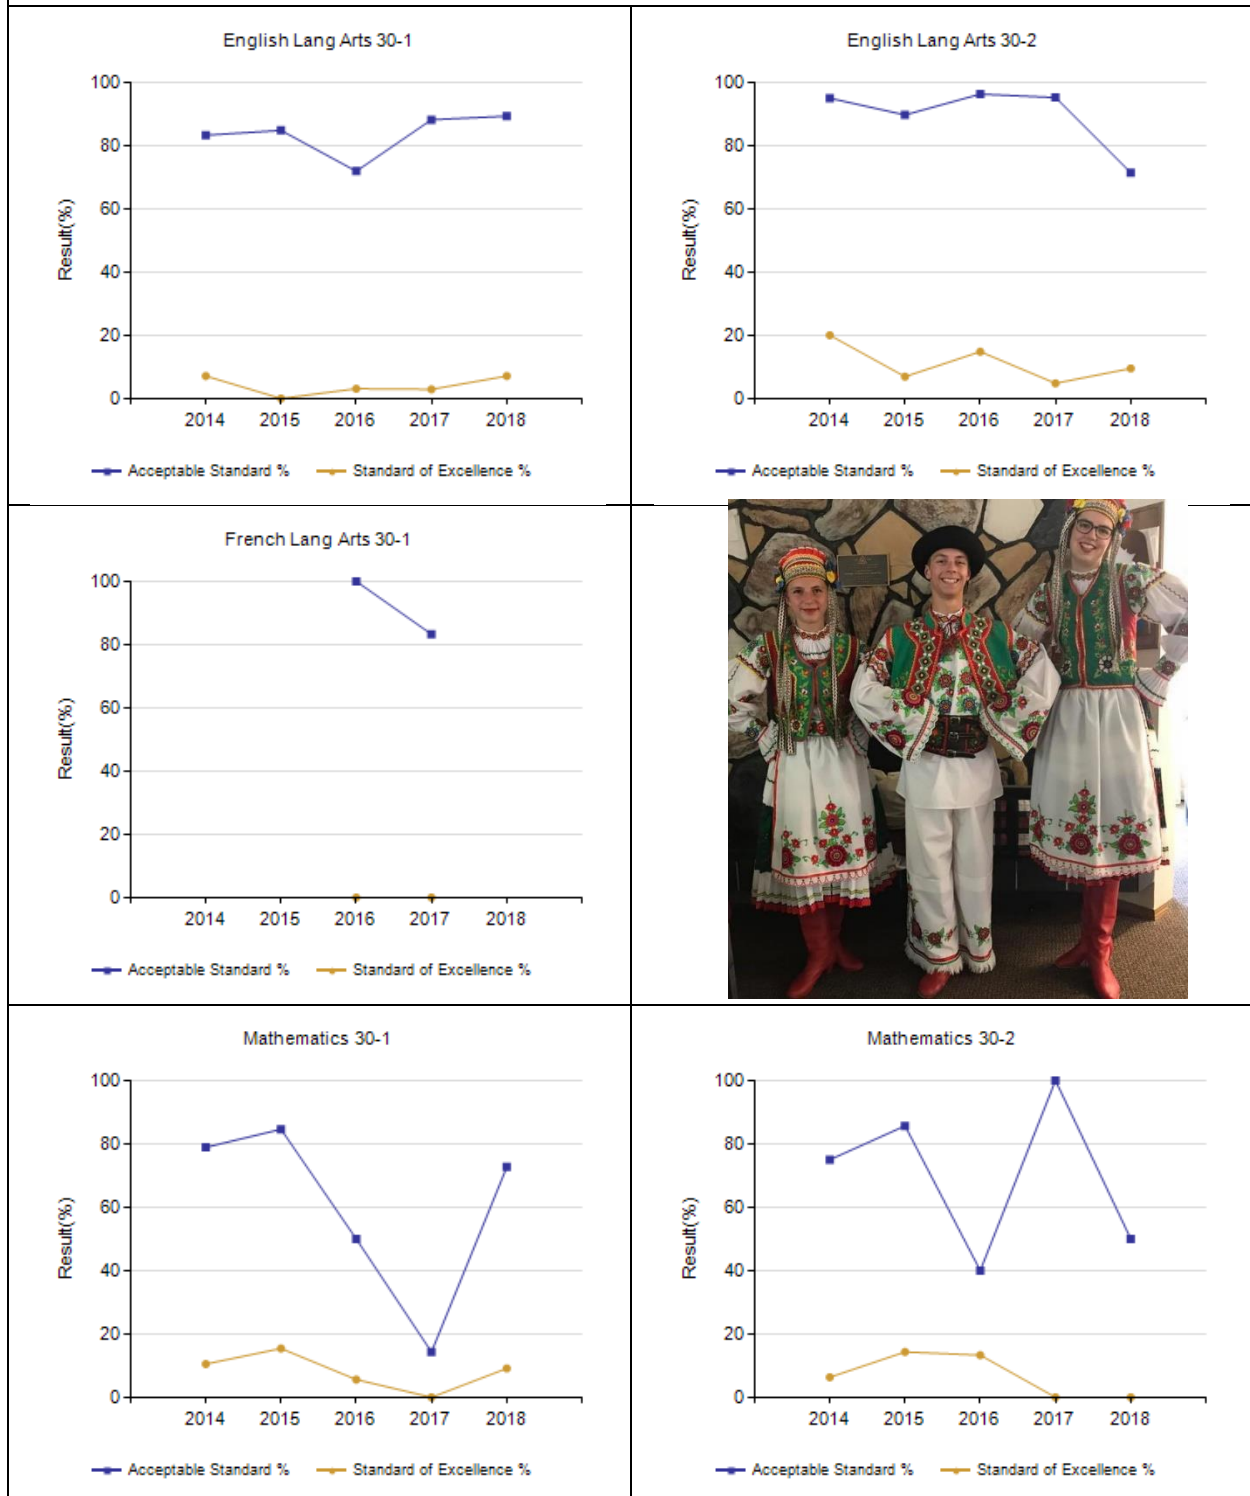 English Lang Arts 30-1
100
80
60
40
20
0
Result(%)
2014 2015 2016 2017 2018
Acceptable Standard % Standard of Excellence %
English Lang Arts 30-2
100
80
60
40
20
0
Result(%)
2014 2015 2016 2017 2018
Acceptable Standard % Standard of Excellence %
French Lang Arts 30-1
100
80
60
40
20
0
Result(%)
2014 2015 2016 2017 2018
Acceptable Standard % Standard of Excellence %
Mathematics 30-1
100
80
60
40
20
0
Result(%)
2014 2015 2016 2017 2018
Acceptable Standard % Standard of Excellence %
Mathematics 30-2
100
80
60
40
20
0
Result(%)
2014 2015 2016 2017 2018
Acceptable Standard % Standard of Excellence %